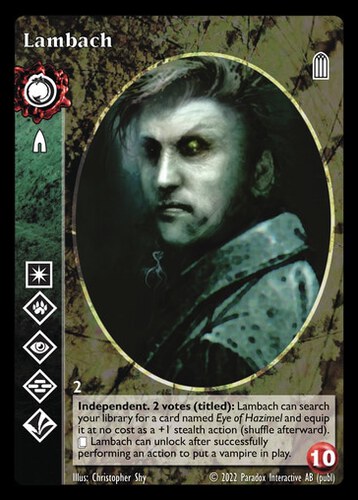 Lambach
2
Independent. 2 votes (titled): Lambach can search
your library for a card named Eye of Hazimel and equip
it at no cost as a +1 stealth action (shuffle afterward).
Lambach can unlock after successfully
performing an action to put a vampire in play.
10
Illus: Christopher Shy
© 2022 Paradox Interactive AB (publ)